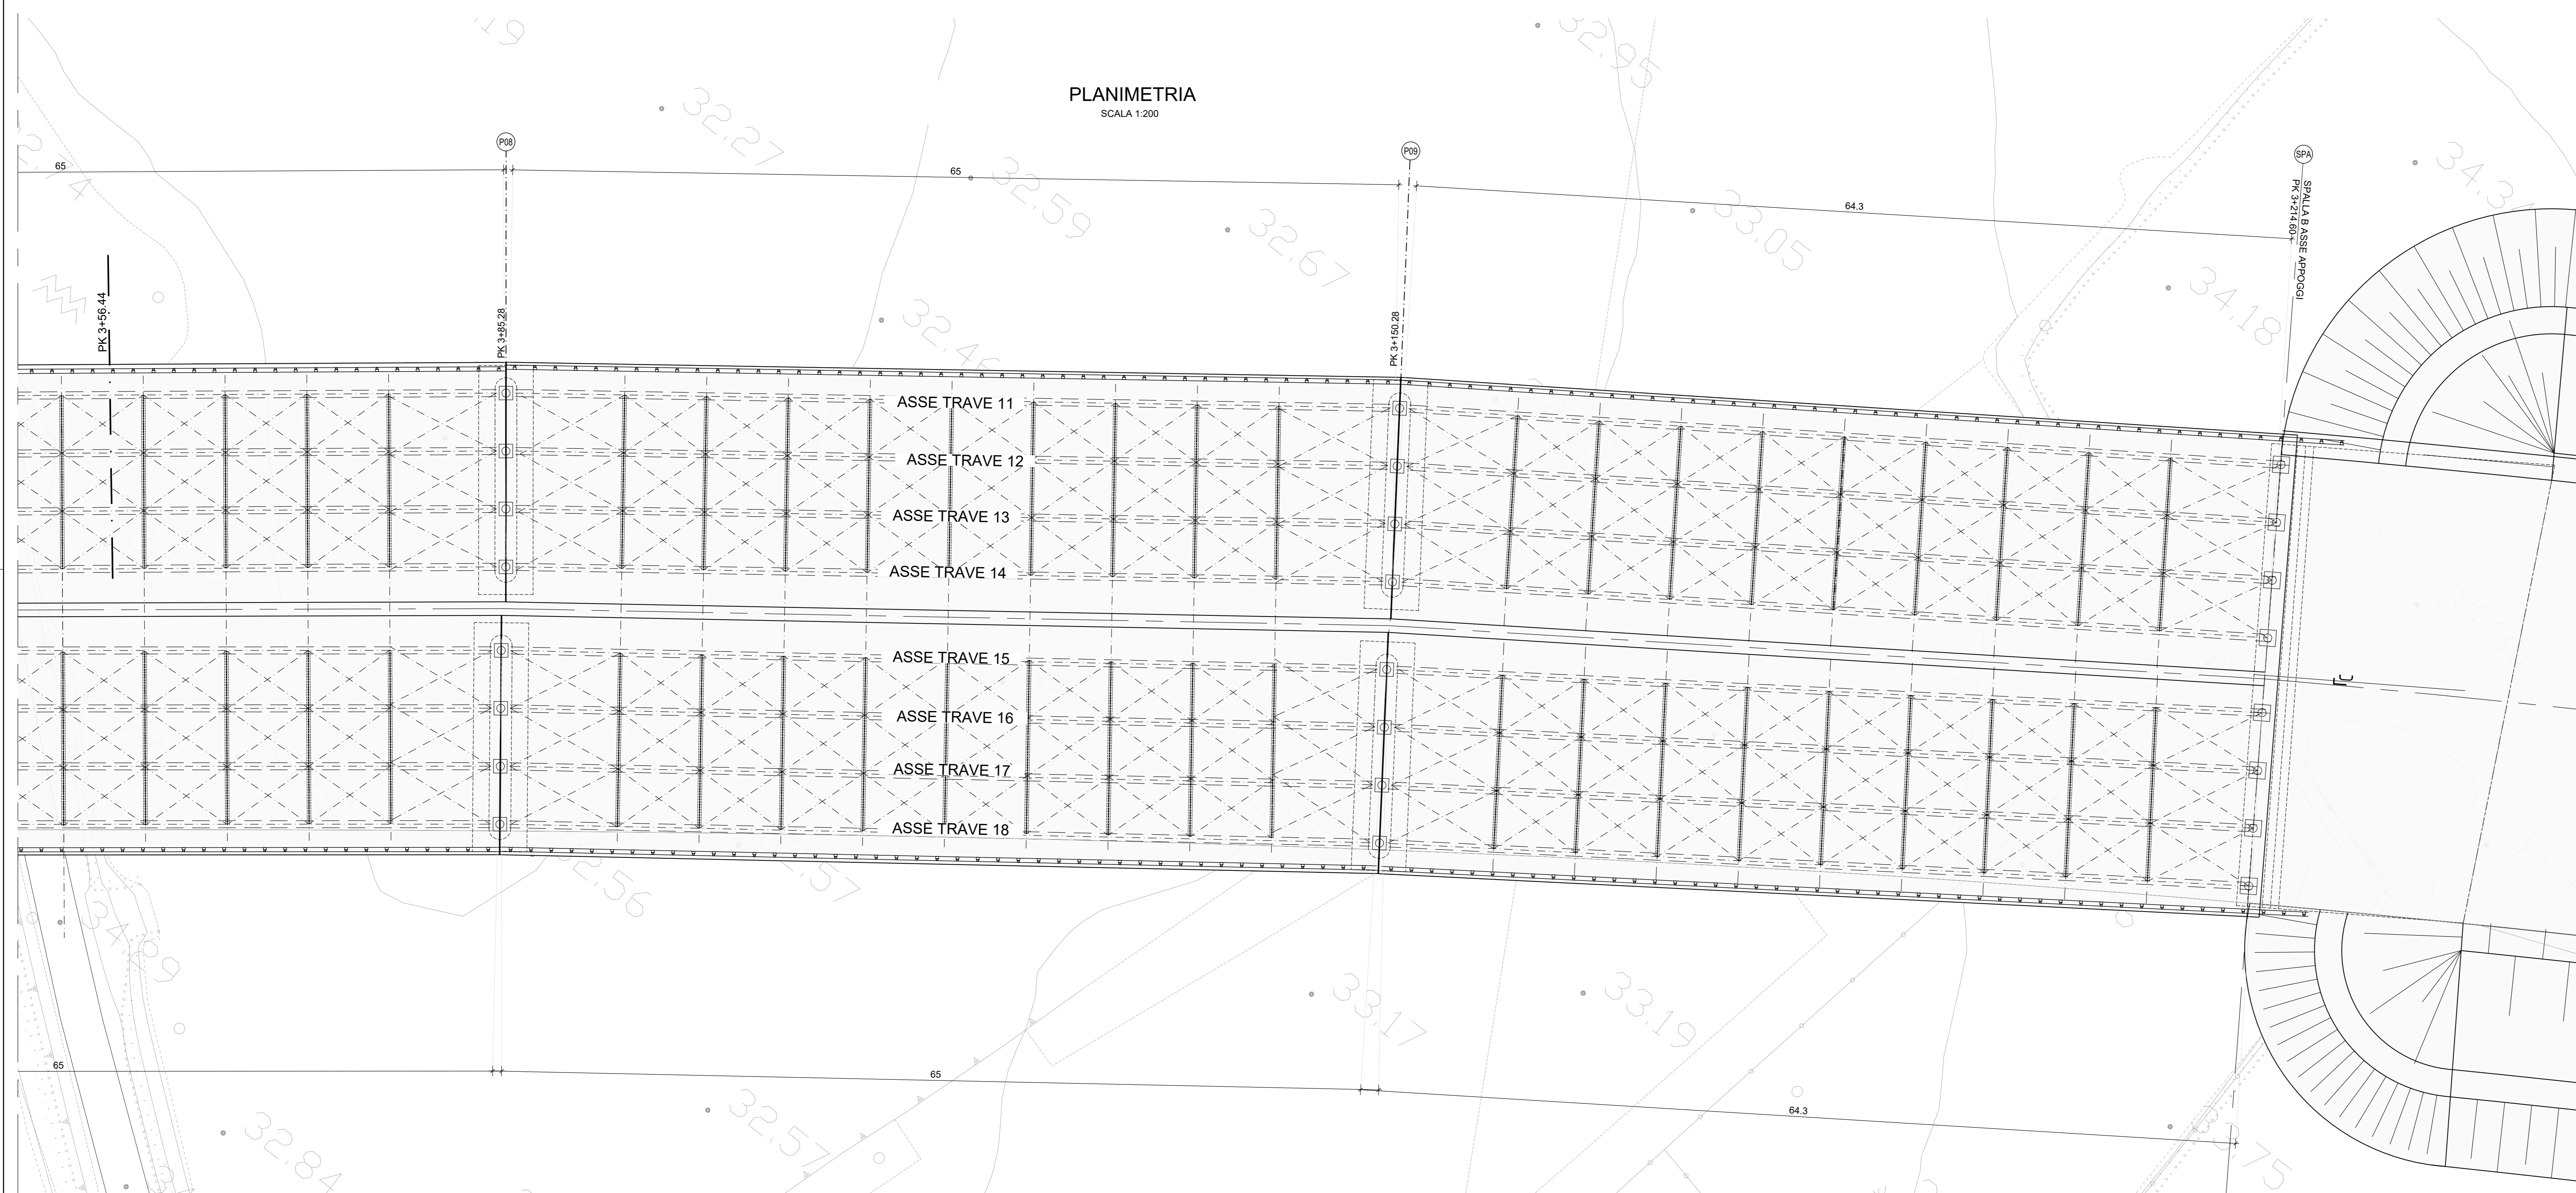 PLANIMETRIA
SCALA 1:200
32,27
32,59
32,67
32,95
33,05
34,18
P08
P09
SPA
65
65
64.3
SPALLA B ASSE APPOGGI
PK 3+214.60
PK 3+56.44
PK 3+85.28
PK 3+150.28
ASSE TRAVE 11
ASSE TRAVE 12
ASSE TRAVE 13
ASSE TRAVE 14
ASSE TRAVE 15
ASSE TRAVE 16
ASSE TRAVE 17
ASSE TRAVE 18
33,17
33,19
65
65
64.3
32,57
32,84